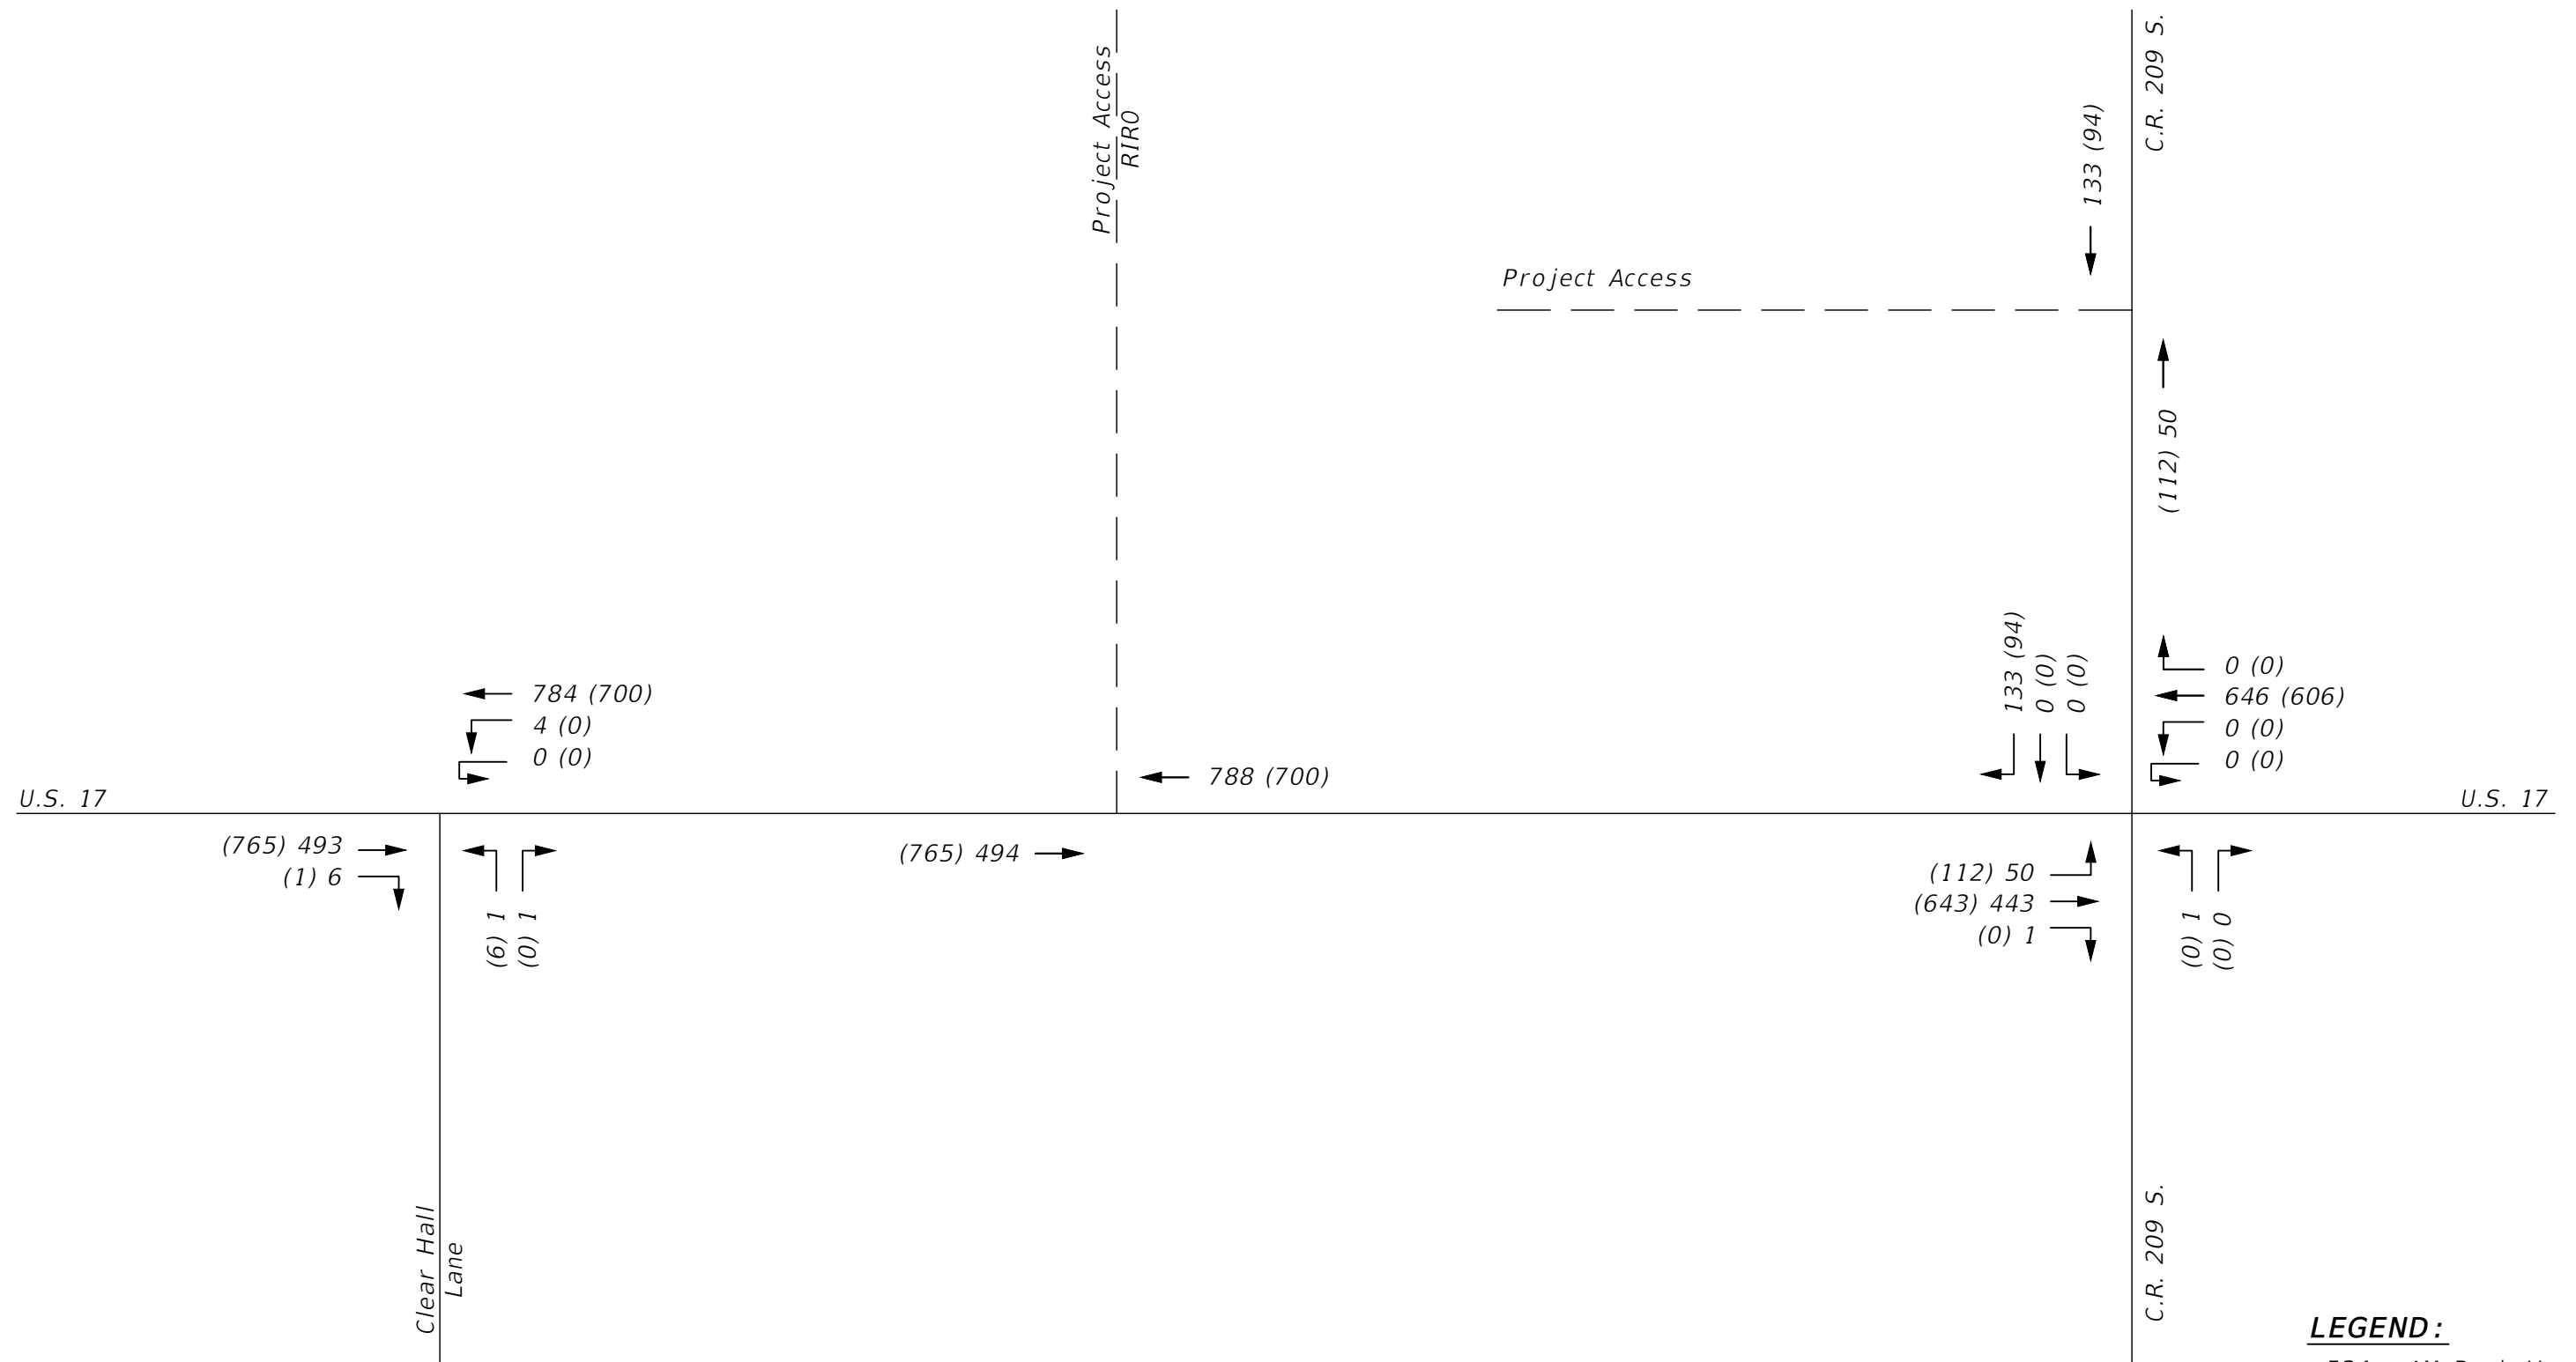 Project Access
RIRO
C.R. 209 S.
133 (94)
Project Access
(112) 50
784 (700)
4 (0)
0 (0)
788 (700)
133 (94)
0 (0)
0 (0)
0 (0)
646 (606)
0 (0)
0 (0)
U.S. 17
U.S. 17
(765) 493
(1) 6
(6) 1
(0) 1
(765) 494
(112) 50
(643) 443
(0) 1
(0) 1
(0) 0
Clear Hall
Lane
C.R. 209 S.
LEGEND: